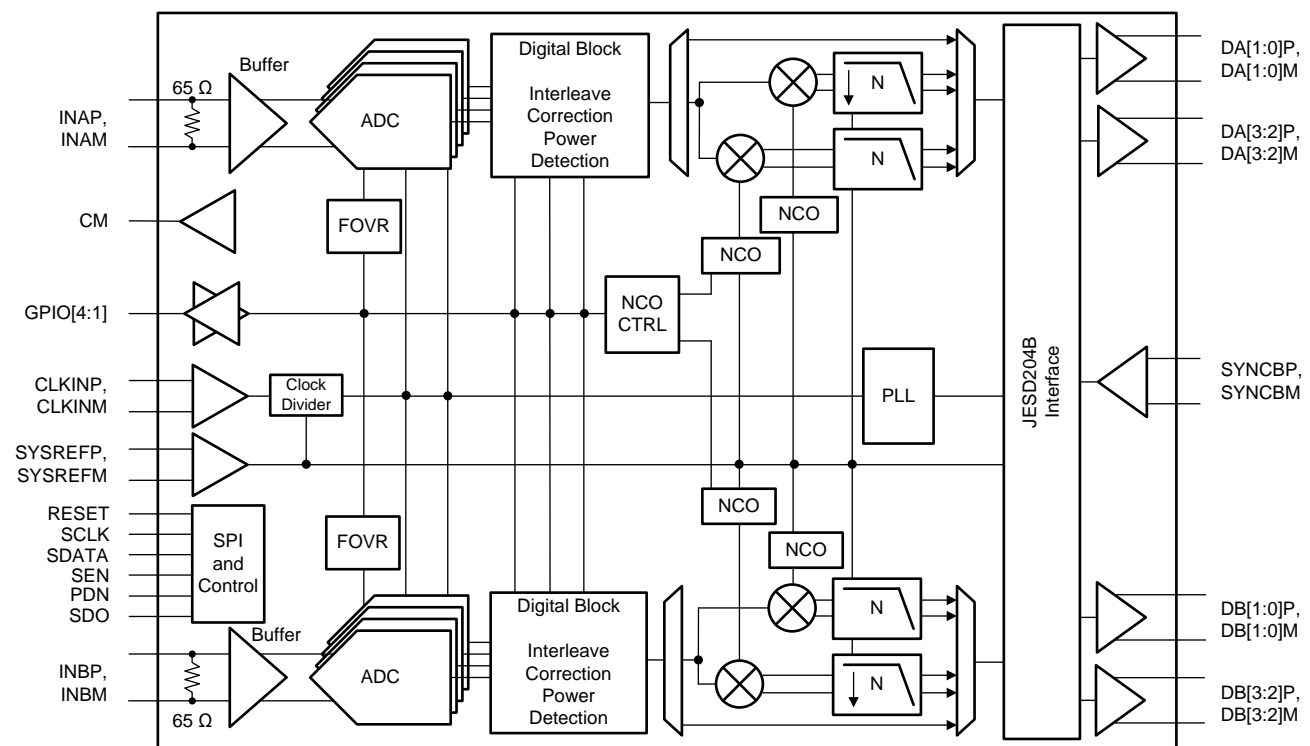 Buffer
65 Ω
INAP,
INAM
ADC
Digital Block
Interleave
Correction
Power
Detection
N
N
DA[1:0]P,
DA[1:0]M
DA[3:2]P,
DA[3:2]M
CM
FOVR
NCO
NCO
GPIO[4:1]
NCO
CTRL
CLKINP,
CLKINM
Clock
Divider
PLL
JESD204B
Interface
SYNCBP,
SYNCBM
SYSREFP,
SYSREFM
RESET
SCLK
SDATA
SEN
PDN
SDO
SPI
and
Control
FOVR
NCO
NCO
Buffer
INBP,
INBM
65 Ω
ADC
Digital Block
Interleave
Correction
Power
Detection
N
N
DB[1:0]P,
DB[1:0]M
DB[3:2]P,
DB[3:2]M